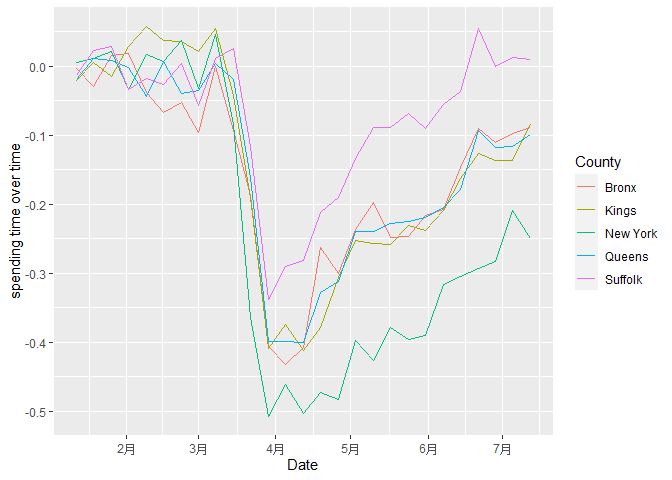 0.0
-0.1
-0.2
-0.3
-0.4
-0.5
spending time over time
2月 3月 4月 5月 6月 7月
Date
County
Bronx
Kings
New York
Queens
Suffolk